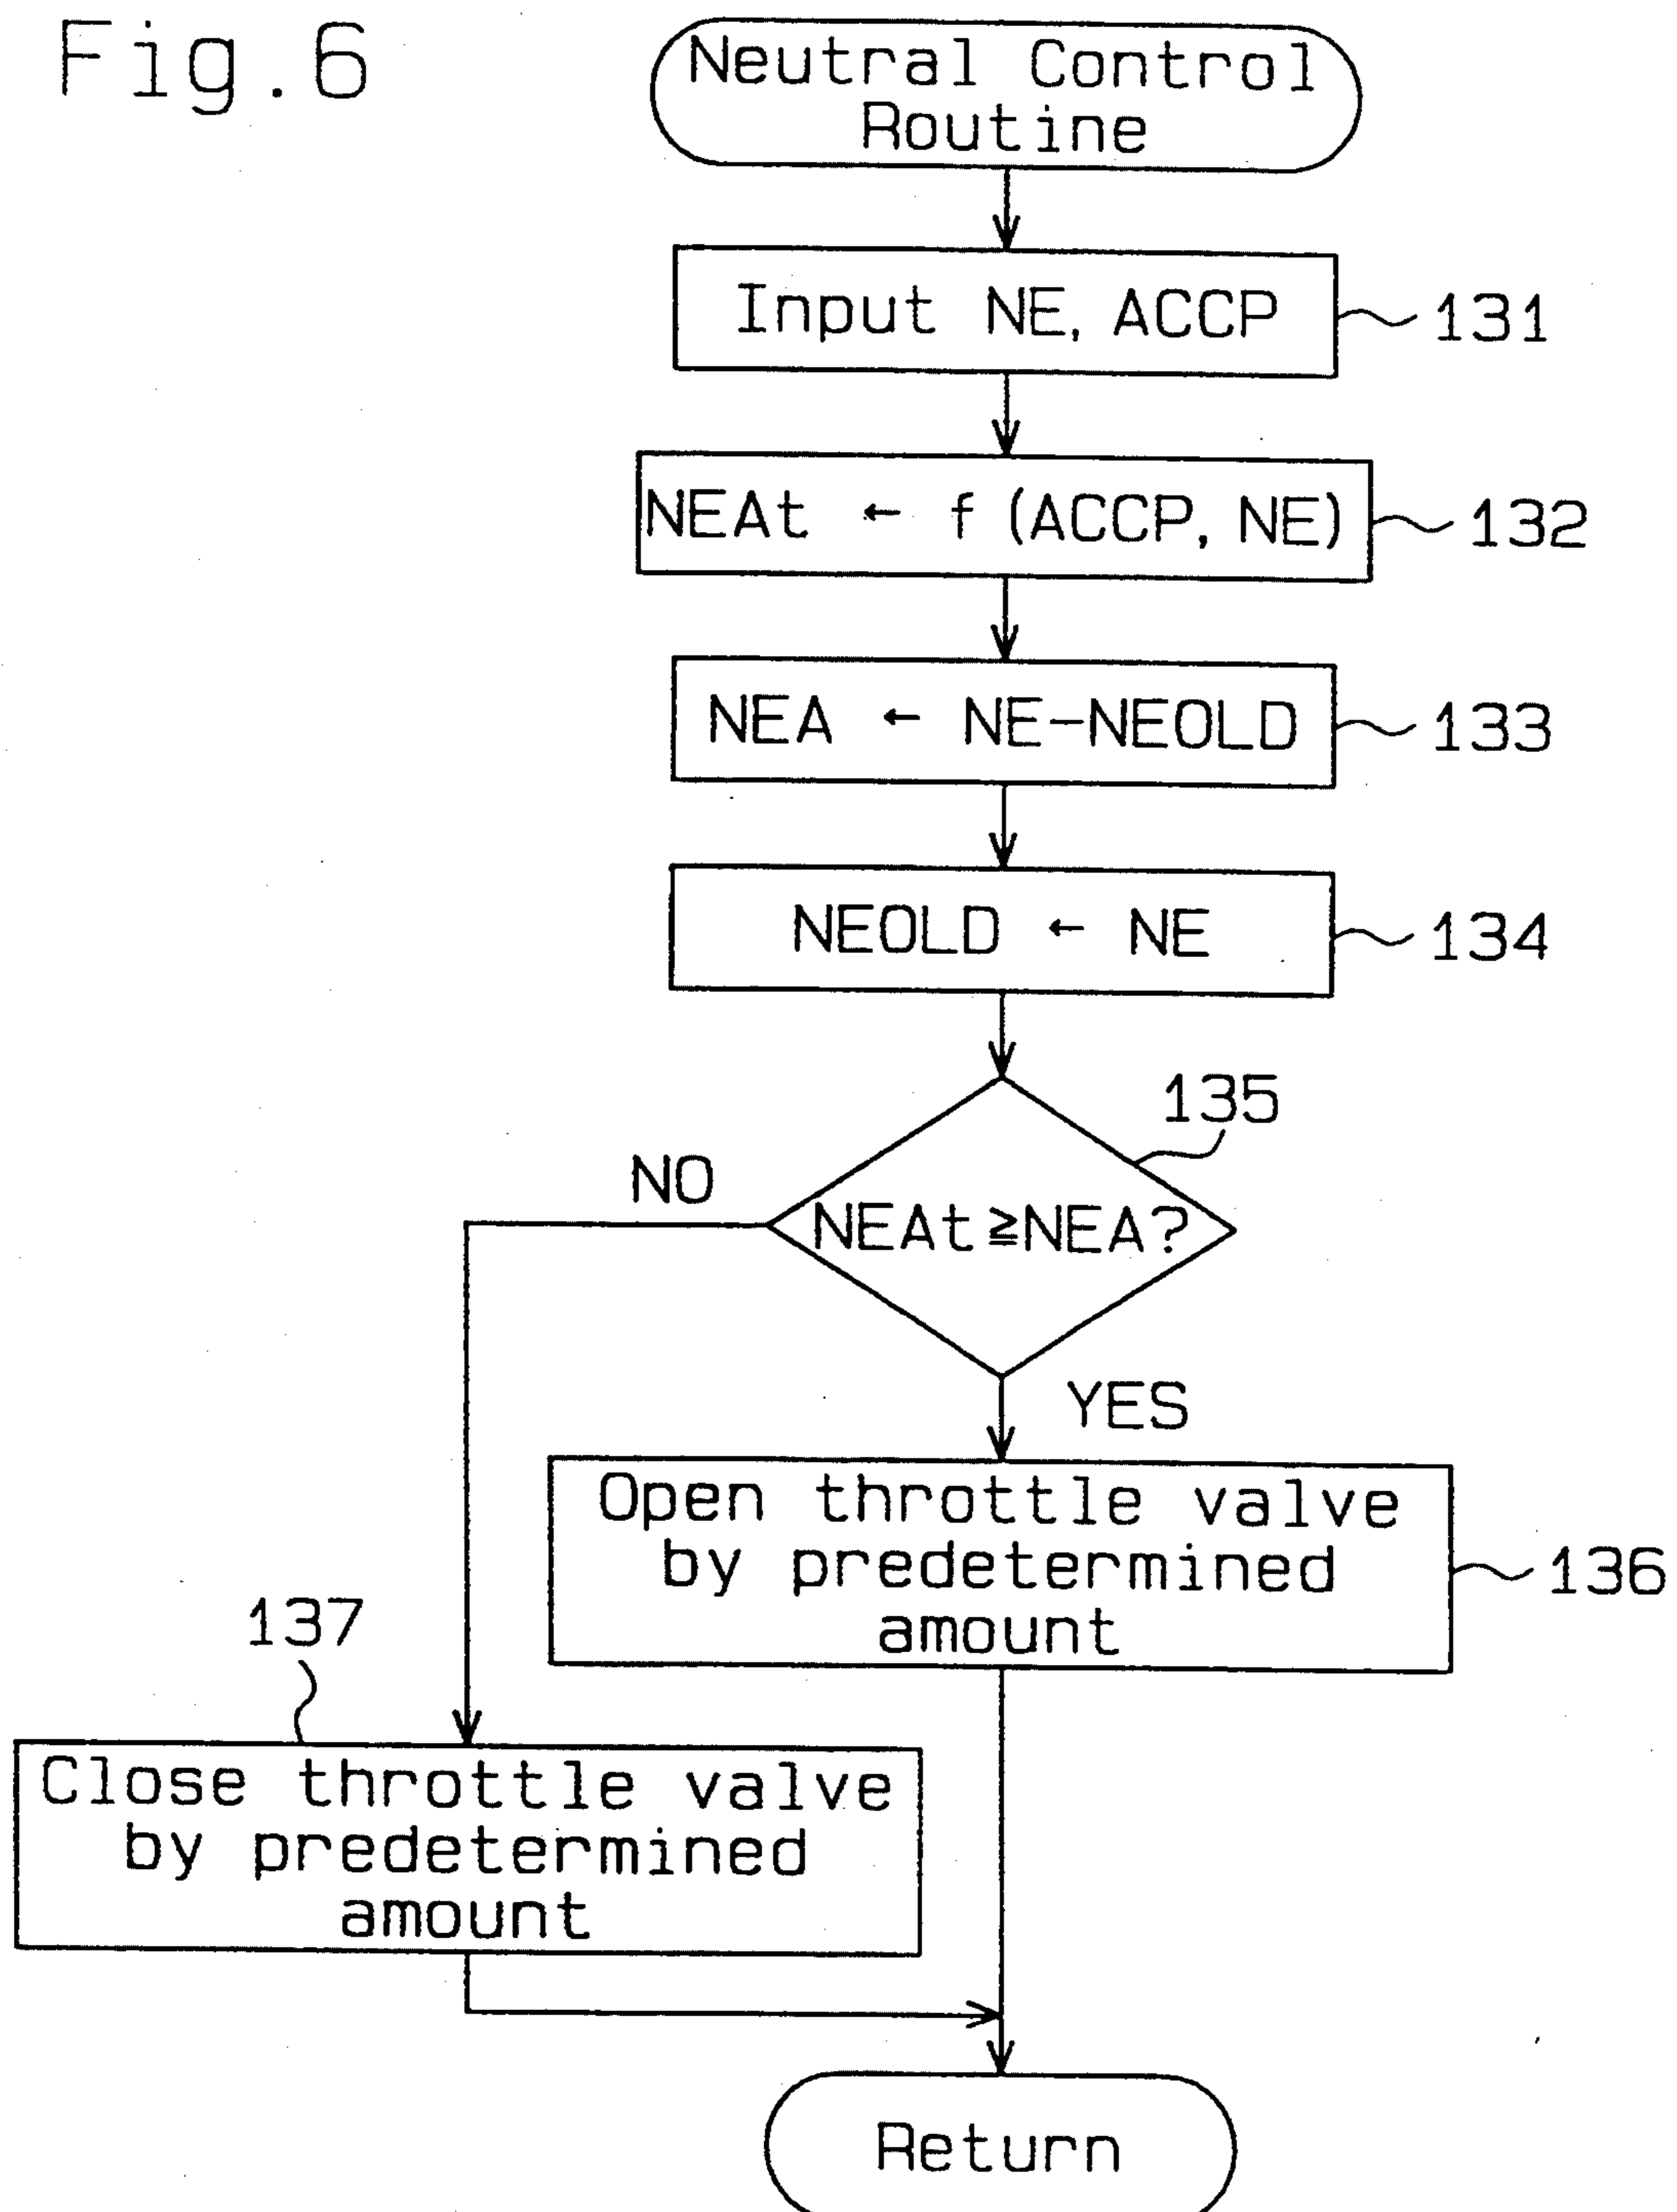 Fig.6
Neutral Control
Routine
Input NE, ACCP
131
NEAt ← f (ACCP, NE)
132
NEA ← NE-NEOLD
133
NEOLD ← NE
134
135
NO
NEAt≧NEA?
YES
Open throttle valve
by predetermined
amount
136
137
Close throttle valve
by predetermined
amount
Return